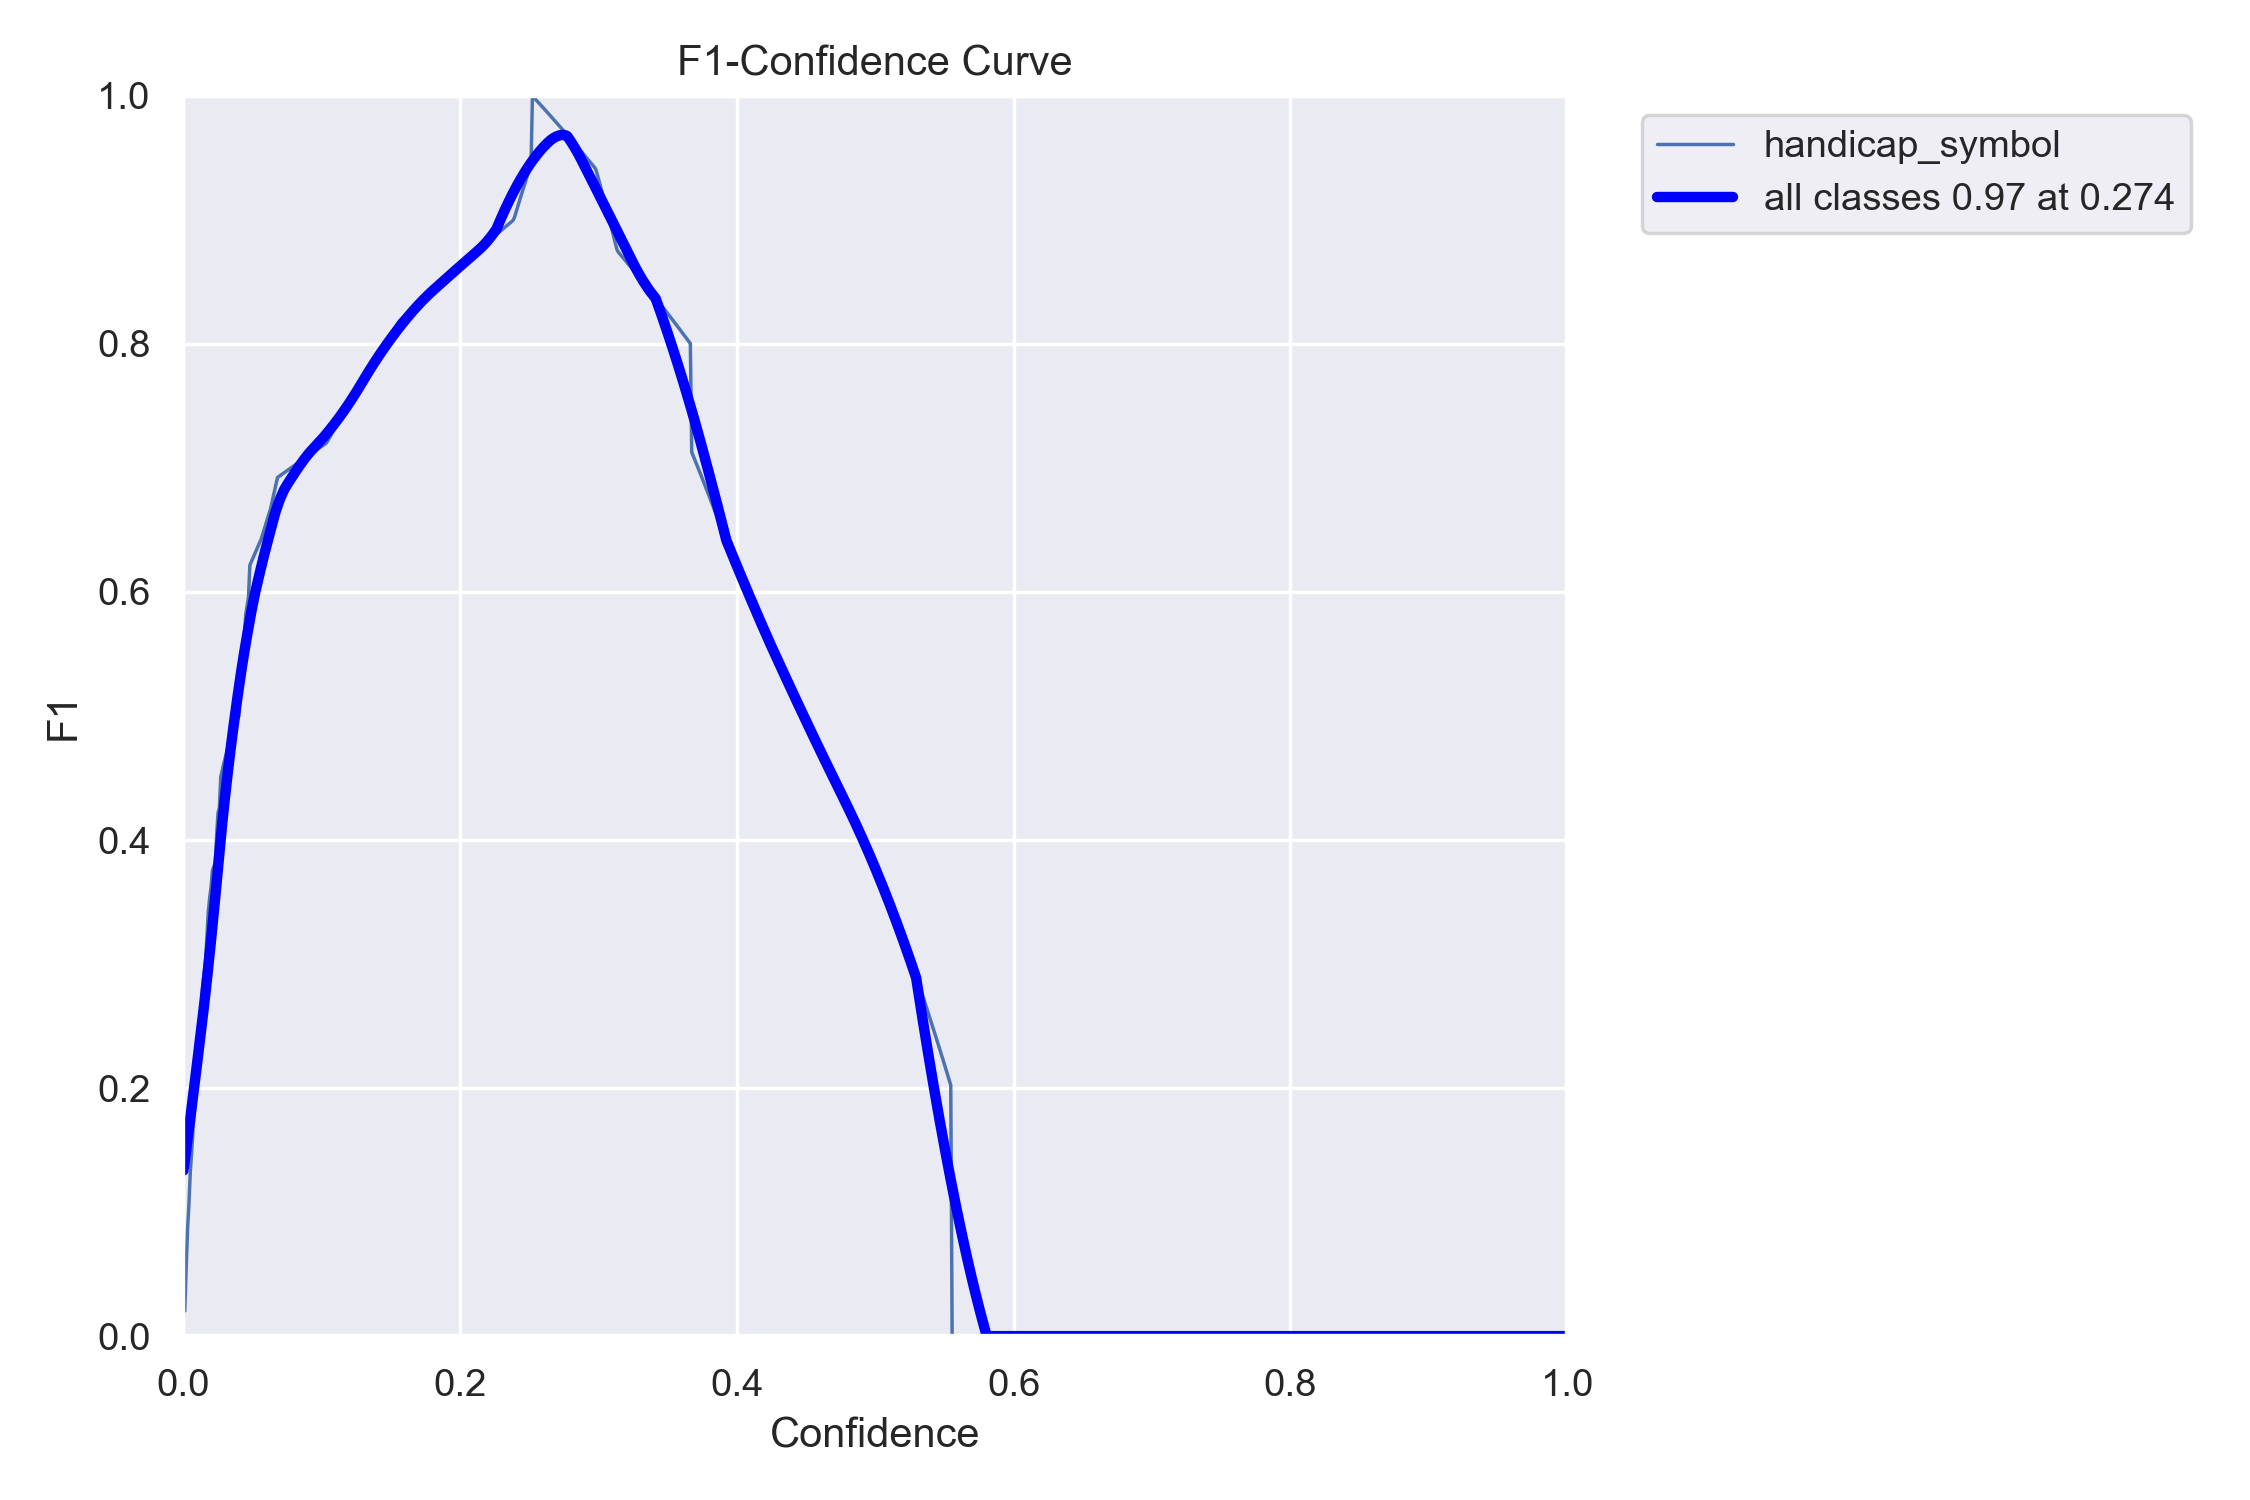 F1-Confidence Curve
1.0
0.8
0.6
0.4
0.2
0.0
F1
0.0 0.2 0.4 0.6 0.8 1.0
Confidence
handicap_symbol
all classes 0.97 at 0.274